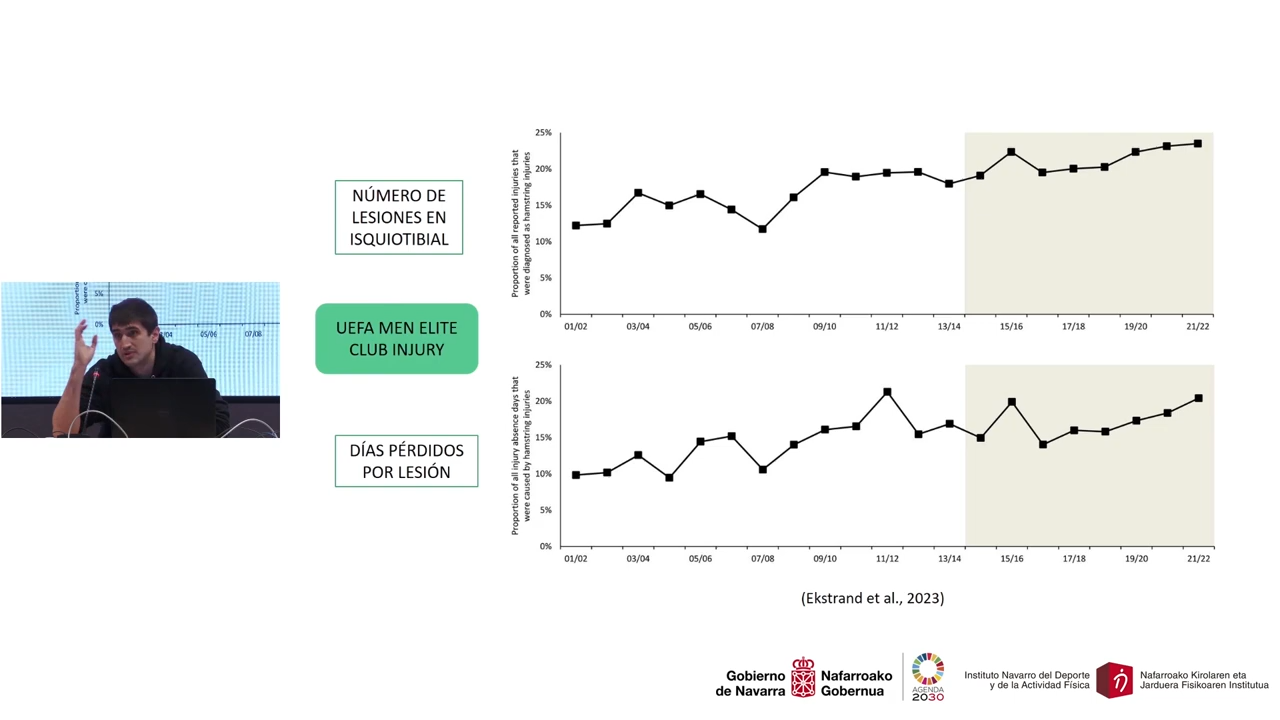 NÚMERO DE
LESIONES EN
ISQUIOTIBIAL
UEFA MEN ELITE
CLUB INJURY
DÍAS PÉRDIDOS
POR LESIÓN
Proportion of all reported injuries that
were diagnosed as hamstring injuries
25%
20%
15%
10%
5%
0%
01/02 03/04 05/06 07/08 09/10 11/12 13/14 15/16 17/18 19/20 21/22
Proportion of all injury absence days that
were caused by hamstring injuries
25%
20%
15%
10%
5%
0%
01/02 03/04 05/06 07/08 09/10 11/12 13/14 15/16 17/18 19/20 21/22
(Ekstrand et al., 2023)
5%
0%
05/06 07/08
Gobierno
de Navarra
Nafarroako
Gobernua
AGENDA
2030
Instituto Navarro del Deporte
y de la Actividad Física
Nafarroako Kirolaren eta
Jarduera Fisikoaren Institutua